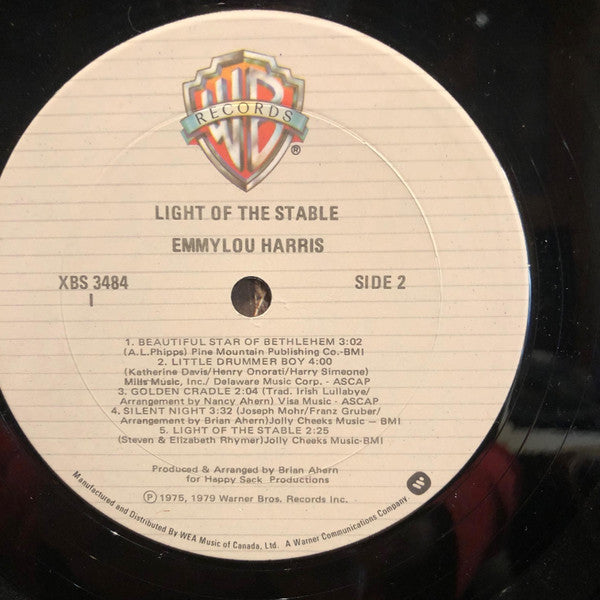 WB
RECORDS
®
LIGHT OF THE STABLE
EMMYLOU HARRIS
XBS 3484 SIDE 2
I
1. BEAUTIFUL STAR OF BETHLEHEM 3:02
(A.L.Phipps) Pine Mountain Publishing Co.-BMI
2. LITTLE DRUMMER BOY 4:00
(Katherine Davis/Henry Onorati/Harry Simeone)
Mills Music, Inc./ Delaware Music Corp. - ASCAP
3. GOLDEN CRADLE 2:04 (Trad. Irish Lullabye/
Arrangement by Nancy Ahern) Visa Music - ASCAP
4. SILENT NIGHT 3:32 (Joseph Mohr/Franz Gruber/
Arrangement by Brian Ahern)Jolly Cheeks Music — BMI
5. LIGHT OF THE STABLE 2:25
(Steven & Elizabeth Rhymer)Jolly Cheeks Music-BMI
Produced & Arranged by Brian Ahern
for Happy Sack Productions
Ⓟ 1975, 1979 Warner Bros. Records Inc.
Manufactured and Distributed By WEA Music of Canada, Ltd. A Warner Communications Company.